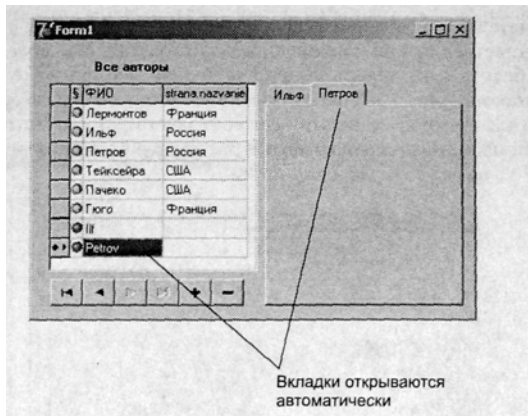 Form1
Все авторы
§ ФИО strana.nazvanie
Лермонтов Франция
Ильф Россия
Петров Россия
Тейксейра США
Пачеко США
Гюго Франция
Ilf
Petrov
Ильф Петров
Вкладки открываются
автоматически